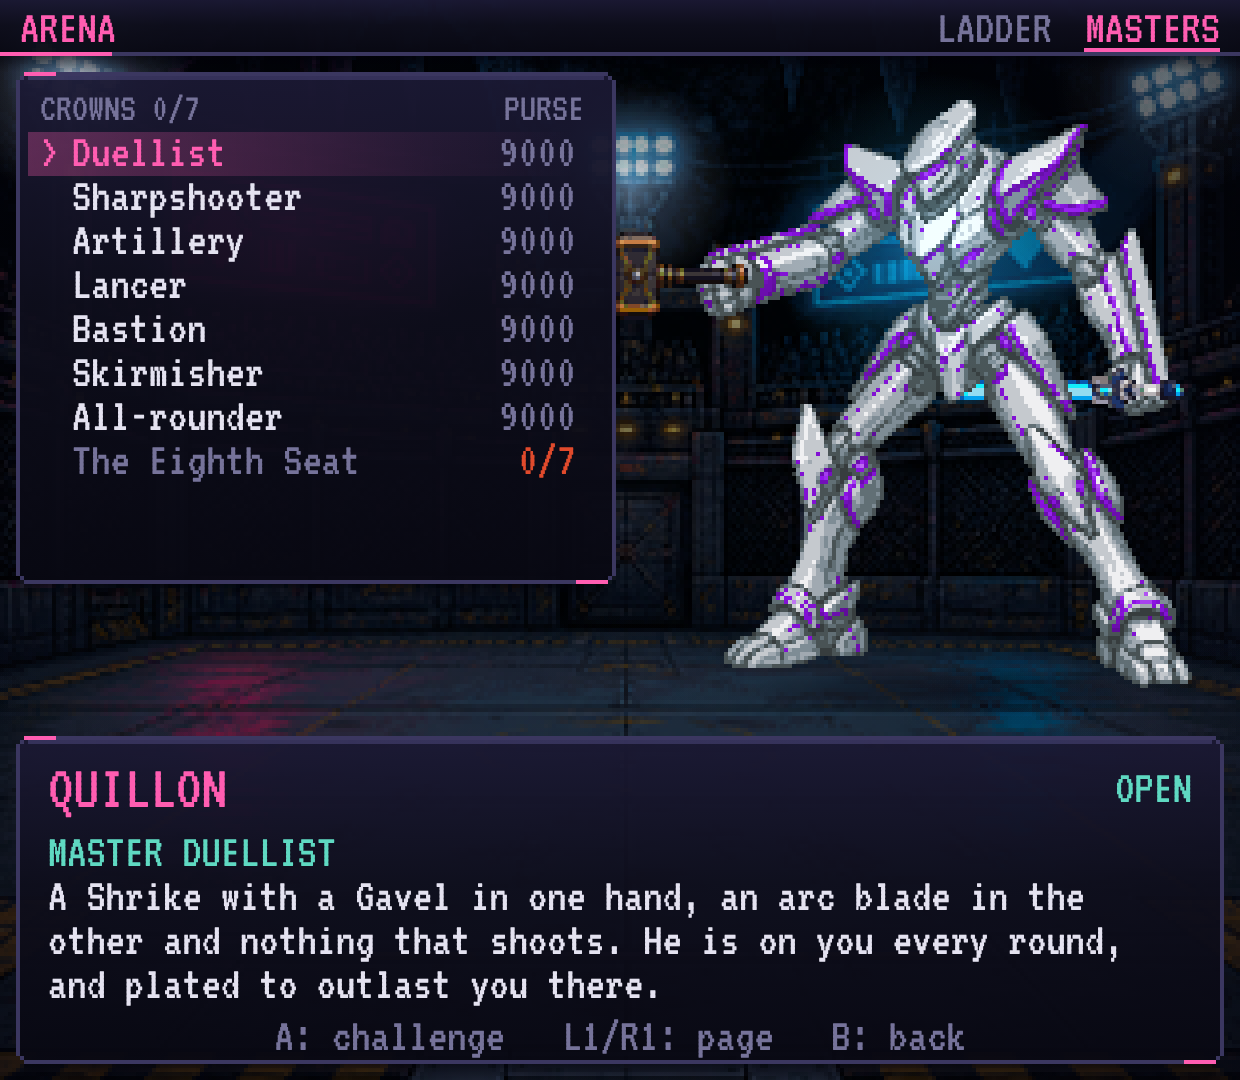 ARENA LADDER MASTERS
CROWNS 0/7 PURSE
> Duellist 9000
Sharpshooter 9000
Artillery 9000
Lancer 9000
Bastion 9000
Skirmisher 9000
All-rounder 9000
The Eighth Seat 0/7
QUILLON OPEN
MASTER DUELLIST
A Shrike with a Gavel in one hand, an arc blade in the
other and nothing that shoots. He is on you every round,
and plated to outlast you there.
A: challenge L1/R1: page B: back